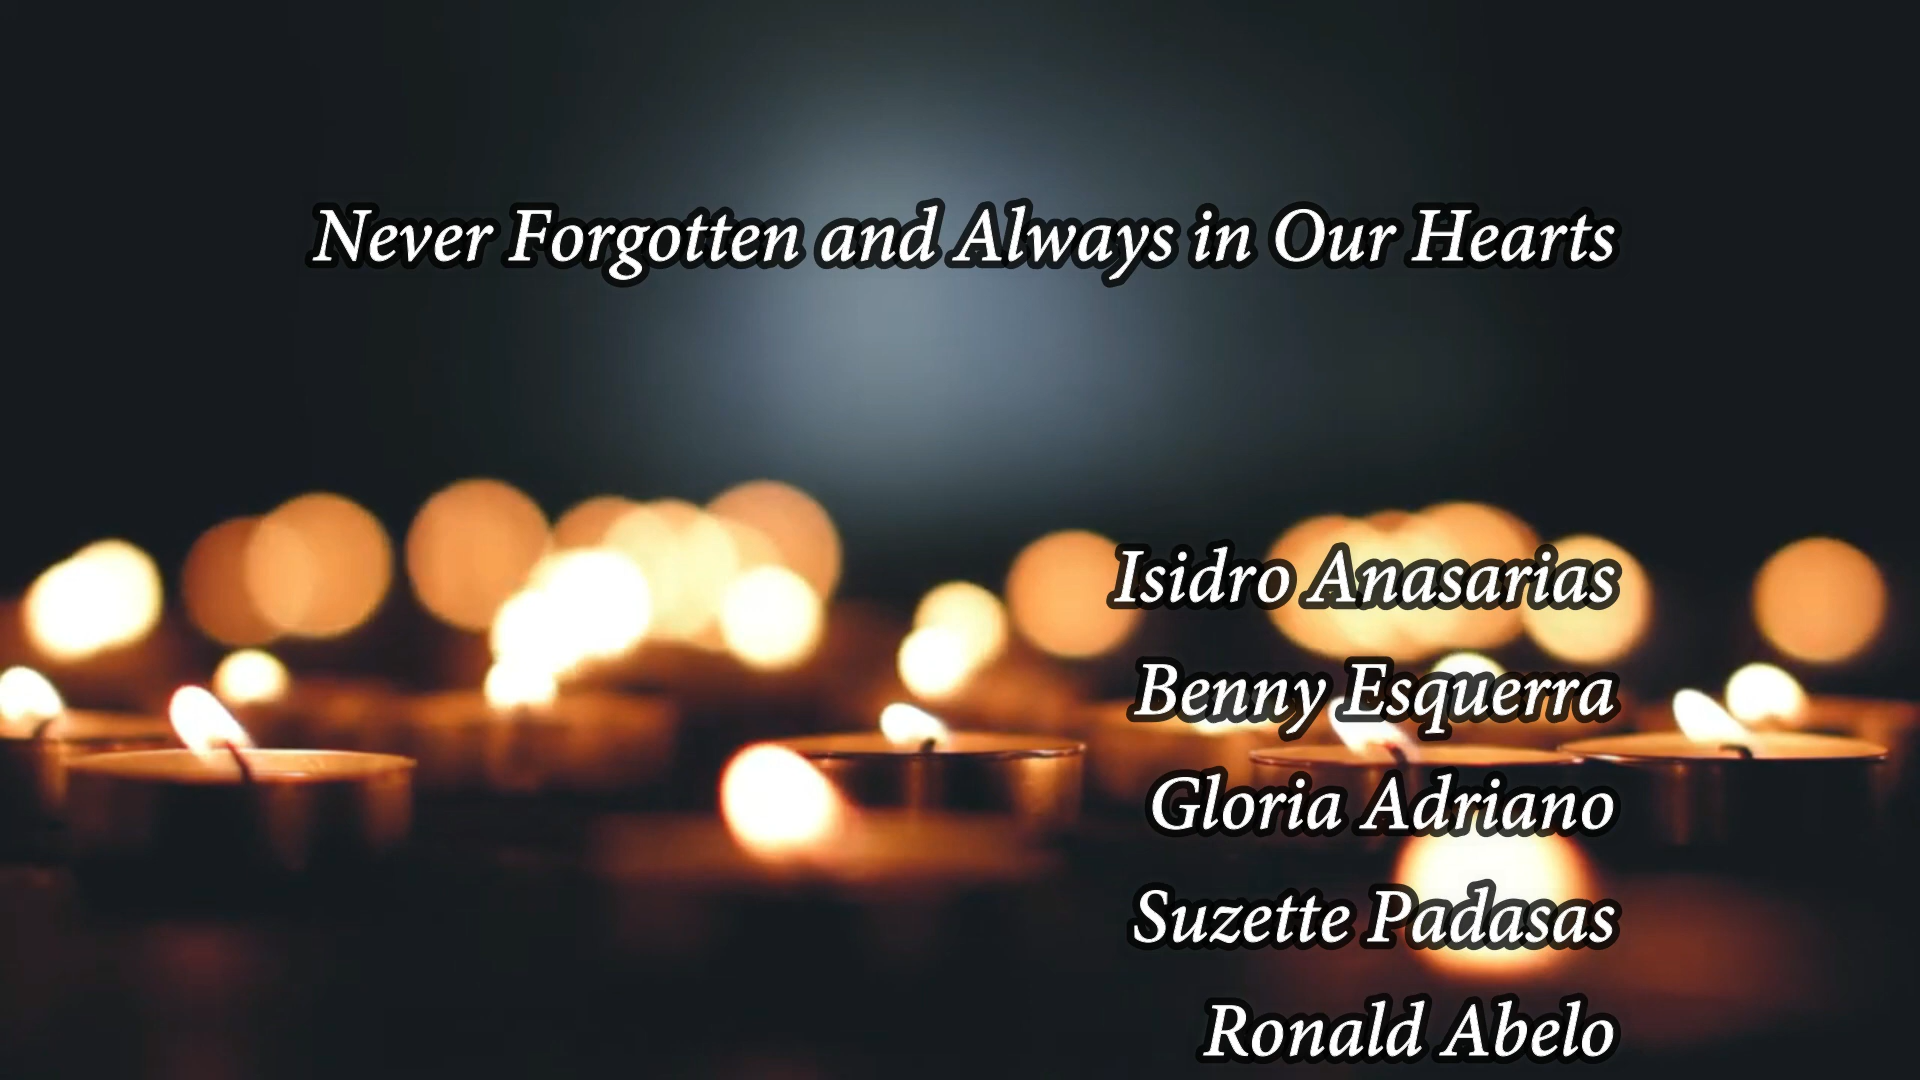 Never Forgotten and Always in Our Hearts
Isidro Anasarias
Benny Esquerra
Gloria Adriano
Suzette Padasas
Ronald Abelo